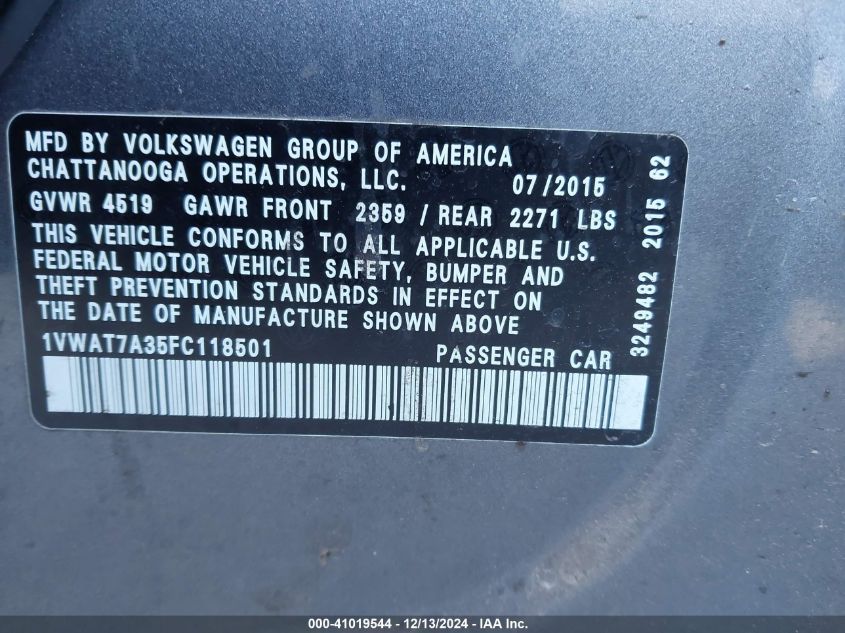 MFD BY VOLKSWAGEN GROUP OF AMERICA
CHATTANOOGA OPERATIONS, LLC. 07/2015
GVWR 4519 GAWR FRONT 2359 / REAR 2271 LBS
THIS VEHICLE CONFORMS TO ALL APPLICABLE U.S.
FEDERAL MOTOR VEHICLE SAFETY, BUMPER AND
THEFT PREVENTION STANDARDS IN EFFECT ON
THE DATE OF MANUFACTURE SHOWN ABOVE
1VWAT7A35FC118501 PASSENGER CAR
3249482 2015 62
000-41019544 - 12/13/2024 - IAA Inc.